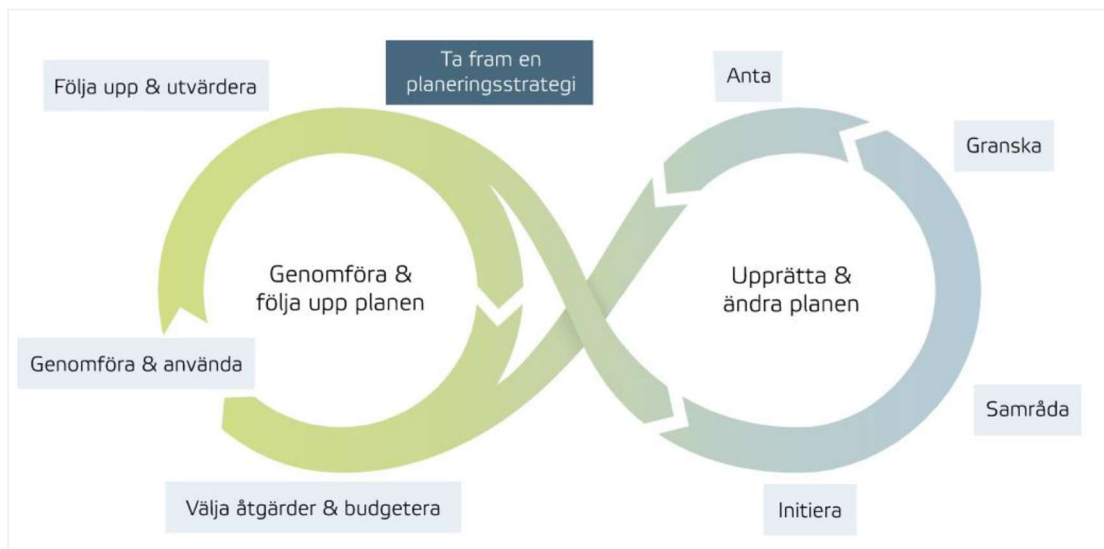 Ta fram en
planeringsstrategi
Följa upp & utvärdera
Anta
Granska
Genomföra &
följa upp planen
Upprätta &
ändra planen
Genomföra & använda
Samråda
Välja åtgärder & budgetera
Initiera